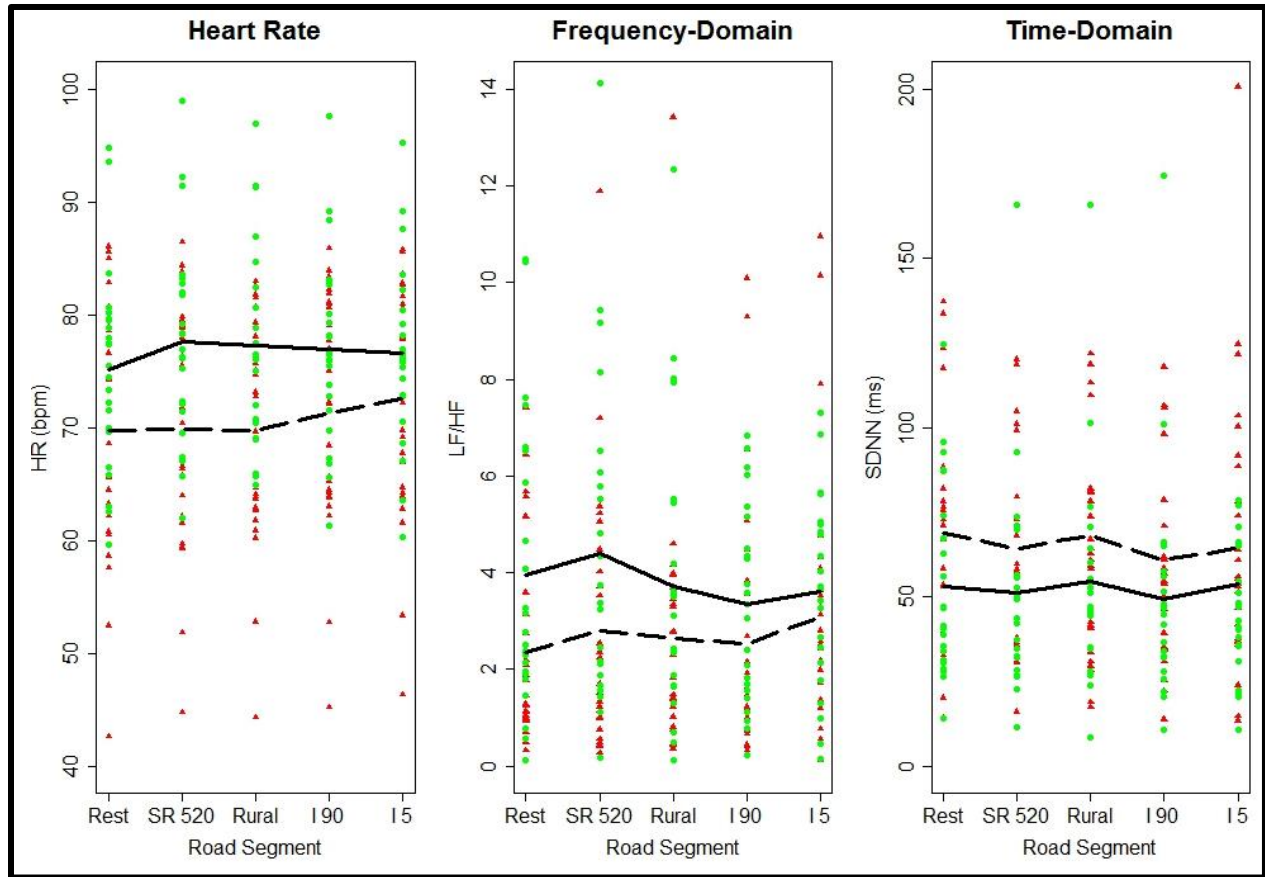 Heart Rate
HR (bpm)
100
90
80
70
60
50
40
Rest SR 520 Rural I 90 I 5
Road Segment
Frequency-Domain
LF/HF
14
12
10
8
6
4
2
0
Rest SR 520 Rural I 90 I 5
Road Segment
Time-Domain
SDNN (ms)
200
150
100
50
0
Rest SR 520 Rural I 90 I 5
Road Segment